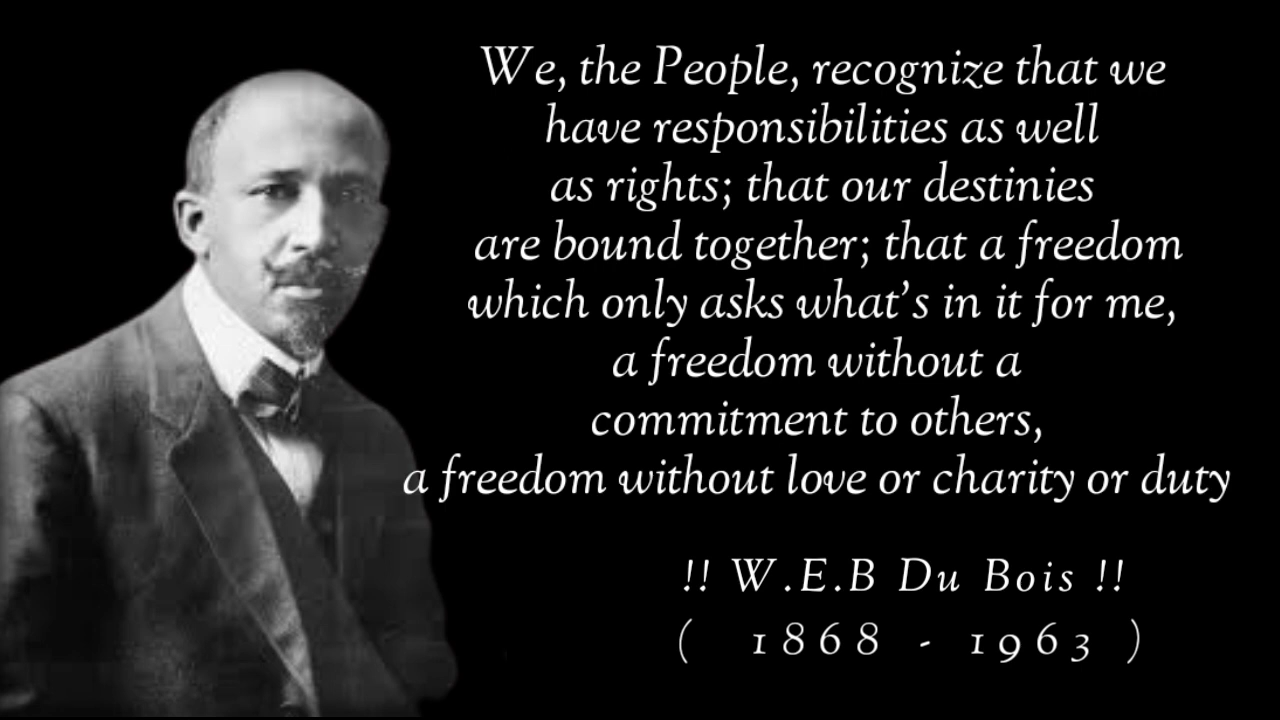 We, the People, recognize that we
have responsibilities as well
as rights; that our destinies
are bound together; that a freedom
which only asks what's in it for me,
a freedom without a
commitment to others,
a freedom without love or charity or duty
!! W.E.B Du Bois !!
( 1868 - 1963 )